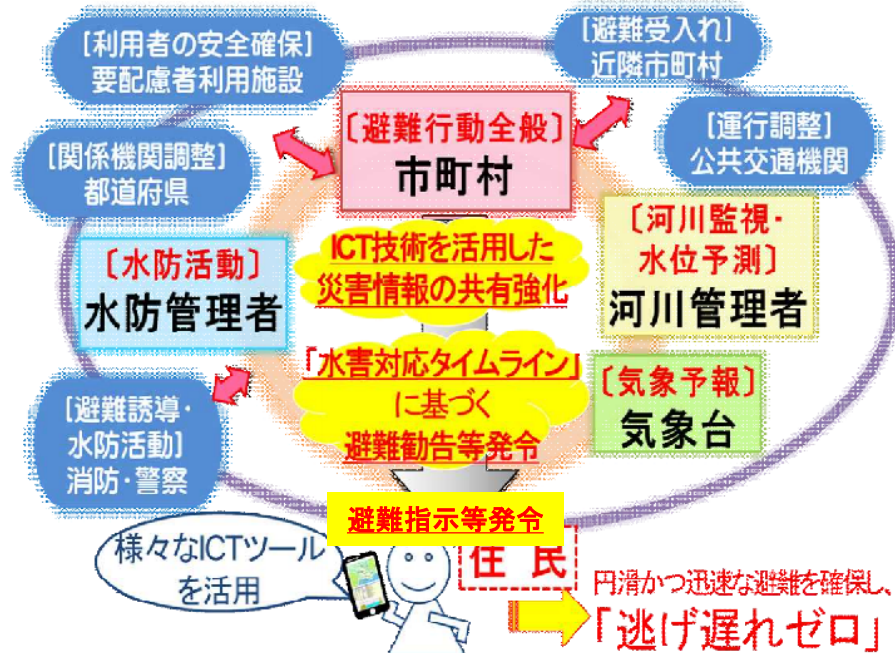 [利用者の安全確保]
要配慮者利用施設
[避難受入れ]
近隣市町村
[関係機関調整]
都道府県
〔避難行動全般〕
市町村
[運行調整]
公共交通機関
〔水防活動〕
水防管理者
ICT技術を活用した
災害情報の共有強化
〔河川監視・
水位予測〕
河川管理者
「水害対応タイムライン」
に基づく
避難勧告等発令
〔気象予報〕
気象台
[避難誘導・
水防活動]
消防・警察
避難指示等発令
様々なICTツール
を活用
住民
円滑かつ迅速な避難を確保し、
「逃げ遅れゼロ」